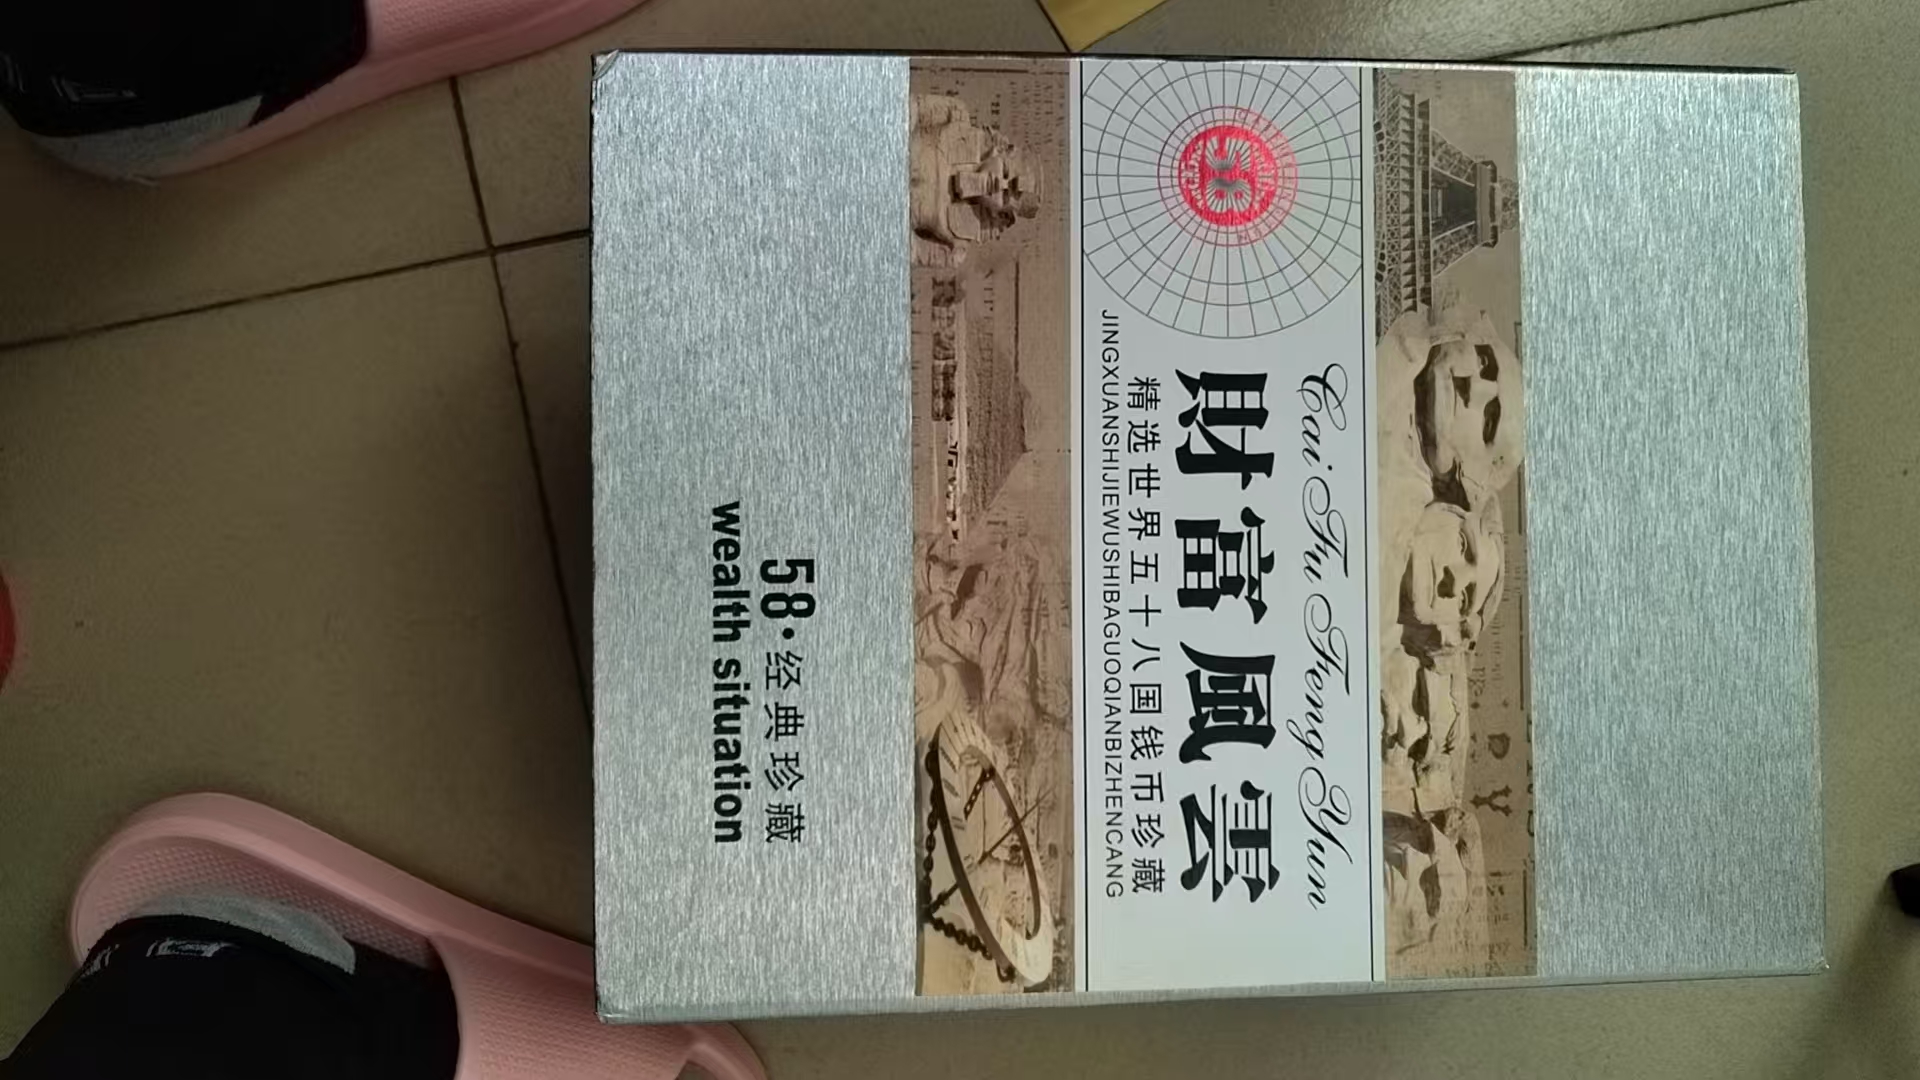 58
Cai Fu Feng Yun
財富風雲
精选世界五十八国钱币珍藏
JINGXUANSHIJIEWUSHIBAGUOQIANBIZHENCANG
58·经典珍藏
wealth situation